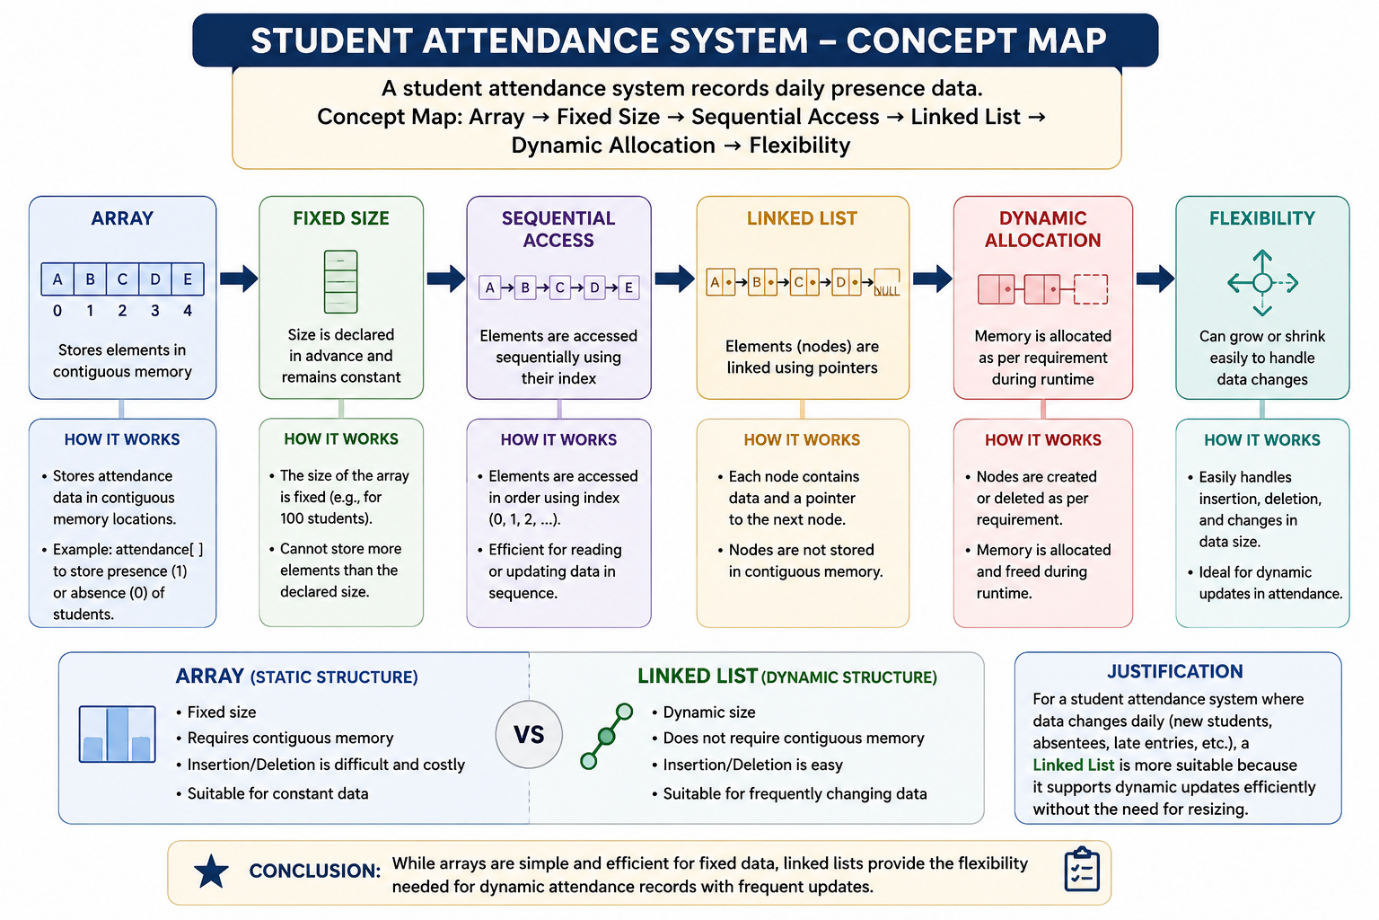 STUDENT ATTENDANCE SYSTEM – CONCEPT MAP
A student attendance system records daily presence data.
Concept Map: Array → Fixed Size → Sequential Access → Linked List →
Dynamic Allocation → Flexibility
ARRAY
A B C D E
0 1 2 3 4
Stores elements in
contiguous memory
FIXED SIZE
Size is declared
in advance and
remains constant
SEQUENTIAL
ACCESS
A→B→C→D→E
Elements are accessed
sequentially using
their index
LINKED LIST
A •→B •→C •→D •→NULL
Elements (nodes) are
linked using pointers
DYNAMIC
ALLOCATION
Memory is allocated
as per requirement
during runtime
FLEXIBILITY
Can grow or shrink
easily to handle
data changes
HOW IT WORKS
• Stores attendance
data in contiguous
memory locations.
• Example: attendance[ ]
to store presence (1)
or absence (0) of
students.
HOW IT WORKS
• The size of the array
is fixed (e.g., for
100 students).
• Cannot store more
elements than the
declared size.
HOW IT WORKS
• Elements are accessed
in order using index
(0, 1, 2, ...).
• Efficient for reading
or updating data in
sequence.
HOW IT WORKS
• Each node contains
data and a pointer
to the next node.
• Nodes are not stored
in contiguous memory.
HOW IT WORKS
• Nodes are created
or deleted as per
requirement.
• Memory is allocated
and freed during
runtime.
HOW IT WORKS
• Easily handles
insertion, deletion,
and changes in
data size.
• Ideal for dynamic
updates in attendance.
ARRAY (STATIC STRUCTURE)
• Fixed size
• Requires contiguous memory
• Insertion/Deletion is difficult and costly
• Suitable for constant data
VS
LINKED LIST (DYNAMIC STRUCTURE)
• Dynamic size
• Does not require contiguous memory
• Insertion/Deletion is easy
• Suitable for frequently changing data
JUSTIFICATION
For a student attendance system where
data changes daily (new students,
absentees, late entries, etc.), a
Linked List is more suitable because
it supports dynamic updates efficiently
without the need for resizing.
CONCLUSION: While arrays are simple and efficient for fixed data, linked lists provide the flexibility
needed for dynamic attendance records with frequent updates.